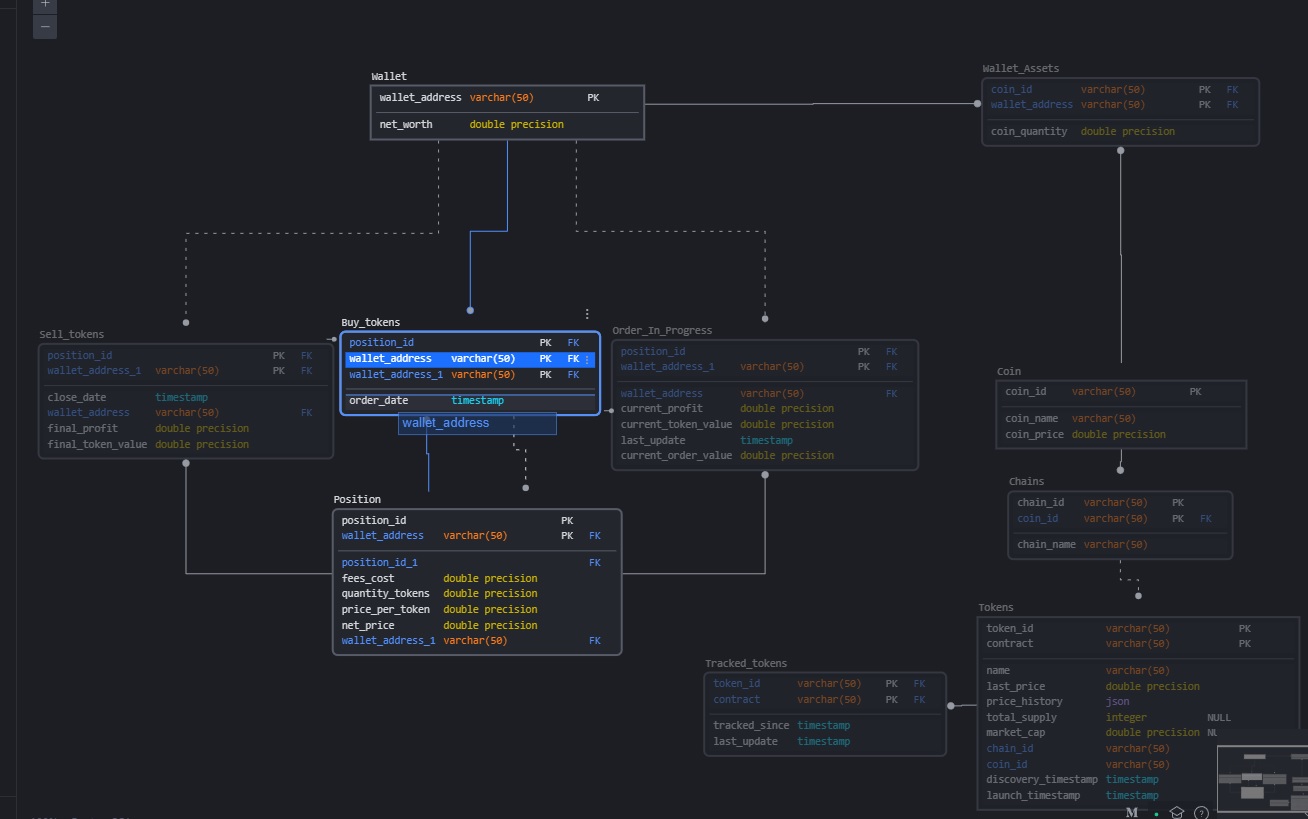 +
−
Wallet
wallet_address varchar(50) PK
net_worth double precision
Wallet_Assets
coin_id varchar(50) PK FK
wallet_address varchar(50) PK FK
coin_quantity double precision
Sell_tokens
position_id PK FK
wallet_address_1 varchar(50) PK FK
close_date timestamp
wallet_address varchar(50) FK
final_profit double precision
final_token_value double precision
Buy_tokens
position_id PK FK
wallet_address varchar(50) PK FK
wallet_address_1 varchar(50) PK FK
order_date timestamp
wallet_address
Order_In_Progress
position_id PK FK
wallet_address_1 varchar(50) PK FK
wallet_address varchar(50) FK
current_profit double precision
current_token_value double precision
last_update timestamp
current_order_value double precision
Coin
coin_id varchar(50) PK
coin_name varchar(50)
coin_price double precision
Chains
chain_id varchar(50) PK
coin_id varchar(50) PK FK
chain_name varchar(50)
Position
position_id PK
wallet_address varchar(50) PK FK
position_id_1 FK
fees_cost double precision
quantity_tokens double precision
price_per_token double precision
net_price double precision
wallet_address_1 varchar(50) FK
Tokens
token_id varchar(50) PK
contract varchar(50) PK
name varchar(50)
last_price double precision
price_history json
total_supply integer NULL
market_cap double precision
chain_id varchar(50)
coin_id varchar(50)
discovery_timestamp timestamp
launch_timestamp timestamp
Tracked_tokens
token_id varchar(50) PK FK
contract varchar(50) PK FK
tracked_since timestamp
last_update timestamp
M
?